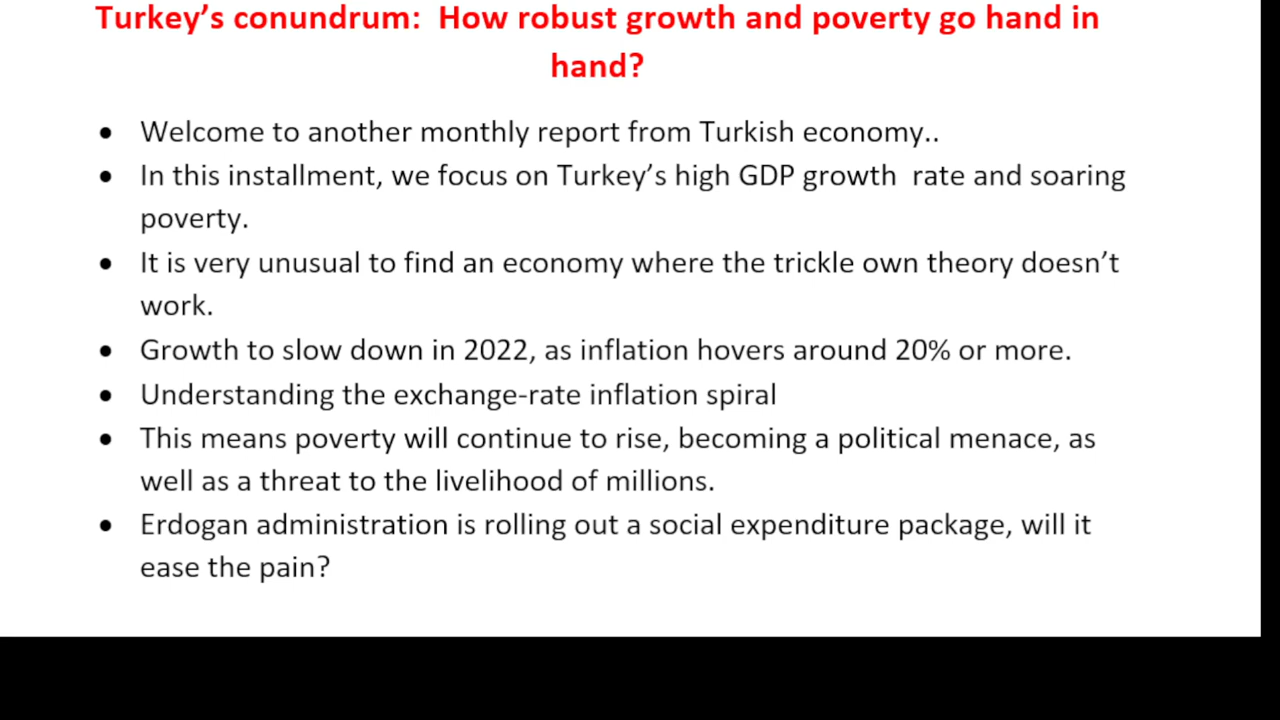 Turkey’s conundrum:  How robust growth and poverty go hand in
hand?
• Welcome to another monthly report from Turkish economy..
• In this installment, we focus on Turkey’s high GDP growth  rate and soaring
poverty.
• It is very unusual to find an economy where the trickle own theory doesn’t
work.
• Growth to slow down in 2022, as inflation hovers around 20% or more.
• Understanding the exchange-rate inflation spiral
• This means poverty will continue to rise, becoming a political menace, as
well as a threat to the livelihood of millions.
• Erdogan administration is rolling out a social expenditure package, will it
ease the pain?